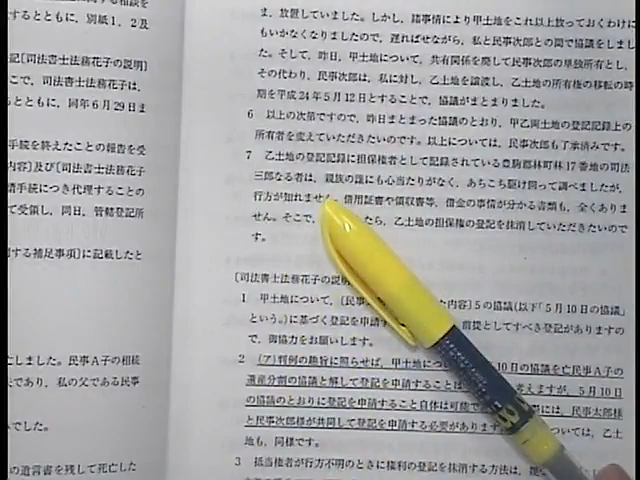 ともに、別紙1、2及
記〔司法書士法務花子の説明〕
こで、司法書士法務花子は、
るとともに、同年6月29日ま
手続を終えたことの報告を受
内容〕及び〔司法書士法務花子
請手続につき代理することの
て受領し、同日、管轄登記所
関する補足事項〕に記載したと
亡しました。民事A子の相続
であり、私の父である民事
でした。
の遺言書を残して死亡した
ま、放置していました。しかし、諸事情により甲土地をこれ以上放っておくわけに
もいかなくなりましたので、遅ればせながら、私と民事次郎との間で協議をしまし
た。そして、昨日、甲土地について、共有関係を廃して民事次郎の単独所有とし、
その代わり、民事次郎は、私に対し、乙土地を譲渡し、乙土地の所有権の移転の時
期を平成24年5月12日とすることで、協議がまとまりました。
6 以上の次第ですので、昨日まとまった協議のとおり、甲乙両土地の登記記録上の
所有者を変えていただきたいのです。以上については、民事次郎も了承済みです。
7 乙土地の登記記録に担保権者として記録されている
町林町17番地の司法
三郎なる者は、親族の誰にも心当たりがなく、あちこち駆け回って調べましたが、
行方が知れません。借用証書や領収書等、借金の事情が分かる書類も、全くありま
せん。そこで、 たら、乙土地の担保権の登記を抹消していただきたいので
す。
〔司法書士法務花子の説明
1 甲土地について、〔民事 た内容〕5の協議(以下「5月10日の協議」
という。)に基づく登記を申請す 前提としてすべき登記がありますの
で、御協力をお願いします。
2 (ア)判例の趣旨に照らせば、甲土地につ 10日の協議を亡民事A子の
遺産分割の協議と解して登記を申請することは 考えますが、5月10日
の協議のとおりに登記を申請すること自体は可能で には、民事太郎様
と民事次郎様が共同して登記を申請する必要があります ついては、乙土
地も、同様です。
3 抵当権者が行方不明のときに権利の登記を抹消する方法は、